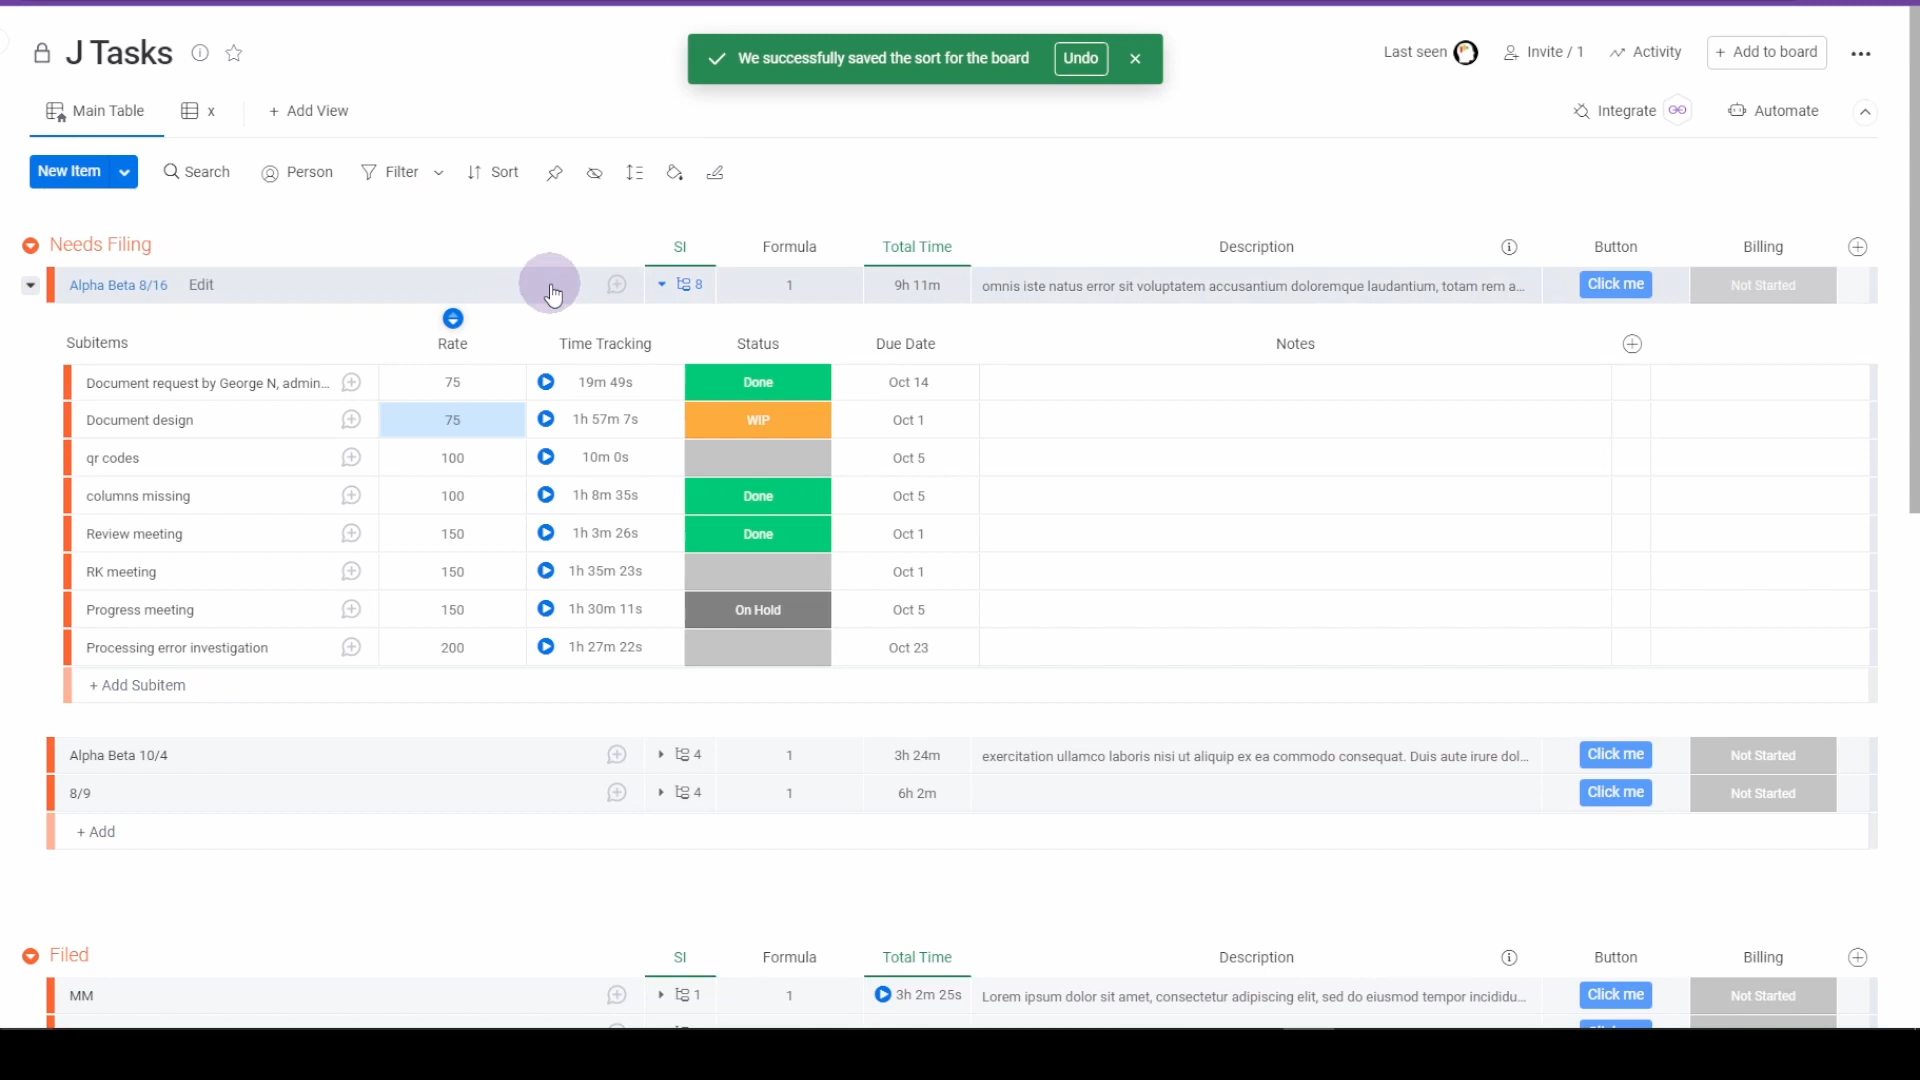 J Tasks
We successfully saved the sort for the board Undo
Last seen Invite / 1 Activity + Add to board
Main Table x + Add View
Integrate Automate
New Item Search Person Filter Sort
Needs Filing SI Formula Total Time Description Button Billing
Alpha Beta 8/16 Edit 8 1 9h 11m omnis iste natus error sit voluptatem accusantium doloremque laudantium, totam rem a... Click me Not Started
Subitems Rate Time Tracking Status Due Date Notes
Document request by George N, admin... 75 19m 49s Done Oct 14
Document design 75 1h 57m 7s WIP Oct 1
qr codes 100 10m 0s Oct 5
columns missing 100 1h 8m 35s Done Oct 5
Review meeting 150 1h 3m 26s Done Oct 1
RK meeting 150 1h 35m 23s Oct 1
Progress meeting 150 1h 30m 11s On Hold Oct 5
Processing error investigation 200 1h 27m 22s Oct 23
+ Add Subitem
Alpha Beta 10/4 4 1 3h 24m exercitation ullamco laboris nisi ut aliquip ex ea commodo consequat. Duis aute irure dol... Click me Not Started
8/9 4 1 6h 2m Click me Not Started
+ Add
Filed SI Formula Total Time Description Button Billing
MM 1 1 3h 2m 25s Lorem ipsum dolor sit amet, consectetur adipiscing elit, sed do eiusmod tempor incididu... Click me Not Started